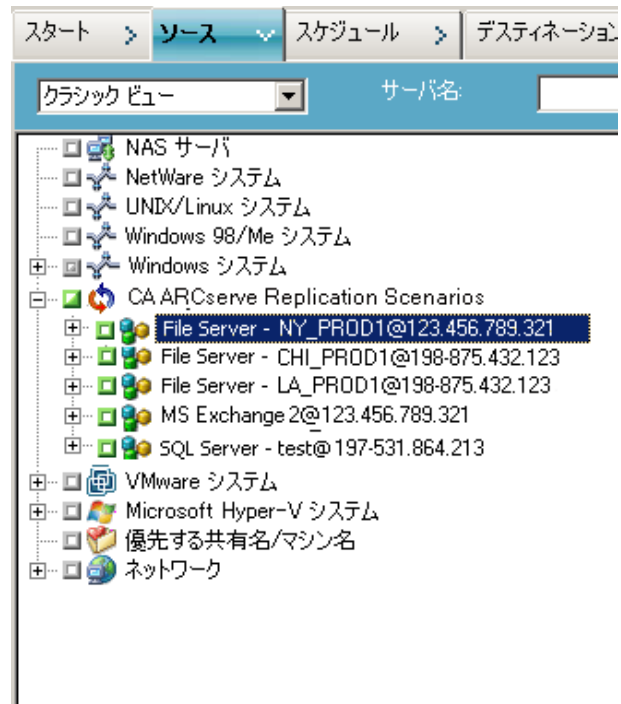 スタート ソース スケジュール デスティネーション
クラシック ビュー サーバ名:
NAS サーバ
NetWare システム
UNIX/Linux システム
Windows 98/Me システム
Windows システム
CA ARCserve Replication Scenarios
File Server - NY_PROD1@123.456.789.321
File Server - CHI_PROD1@198-875.432.123
File Server - LA_PROD1@198-875.432.123
MS Exchange 2@123.456.789.321
SQL Server - test@197-531.864.213
VMware システム
Microsoft Hyper-V システム
優先する共有名/マシン名
ネットワーク